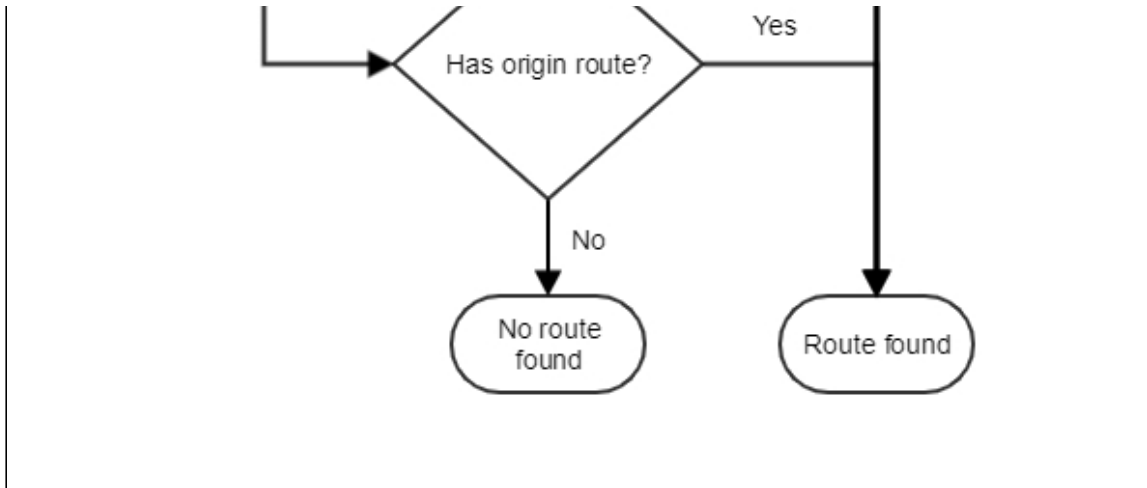 Yes
Has origin route?
No
No route
found
Route found